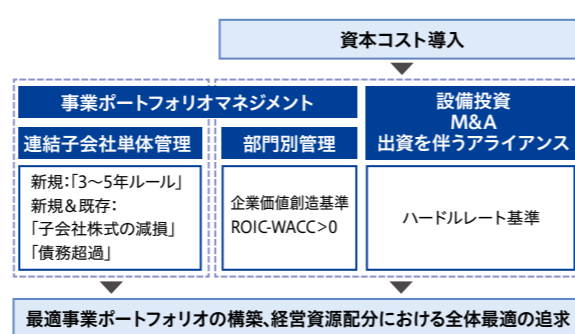 資本コスト導入
事業ポートフォリオマネジメント
設備投資
M&A
出資を伴うアライアンス
連結子会社単体管理
部門別管理
新規:「3～5年ルール」
新規&既存:
「子会社株式の減損」
「債務超過」
企業価値創造基準
ROIC-WACC>0
ハードルレート基準
最適事業ポートフォリオの構築、経営資源配分における全体最適の追求